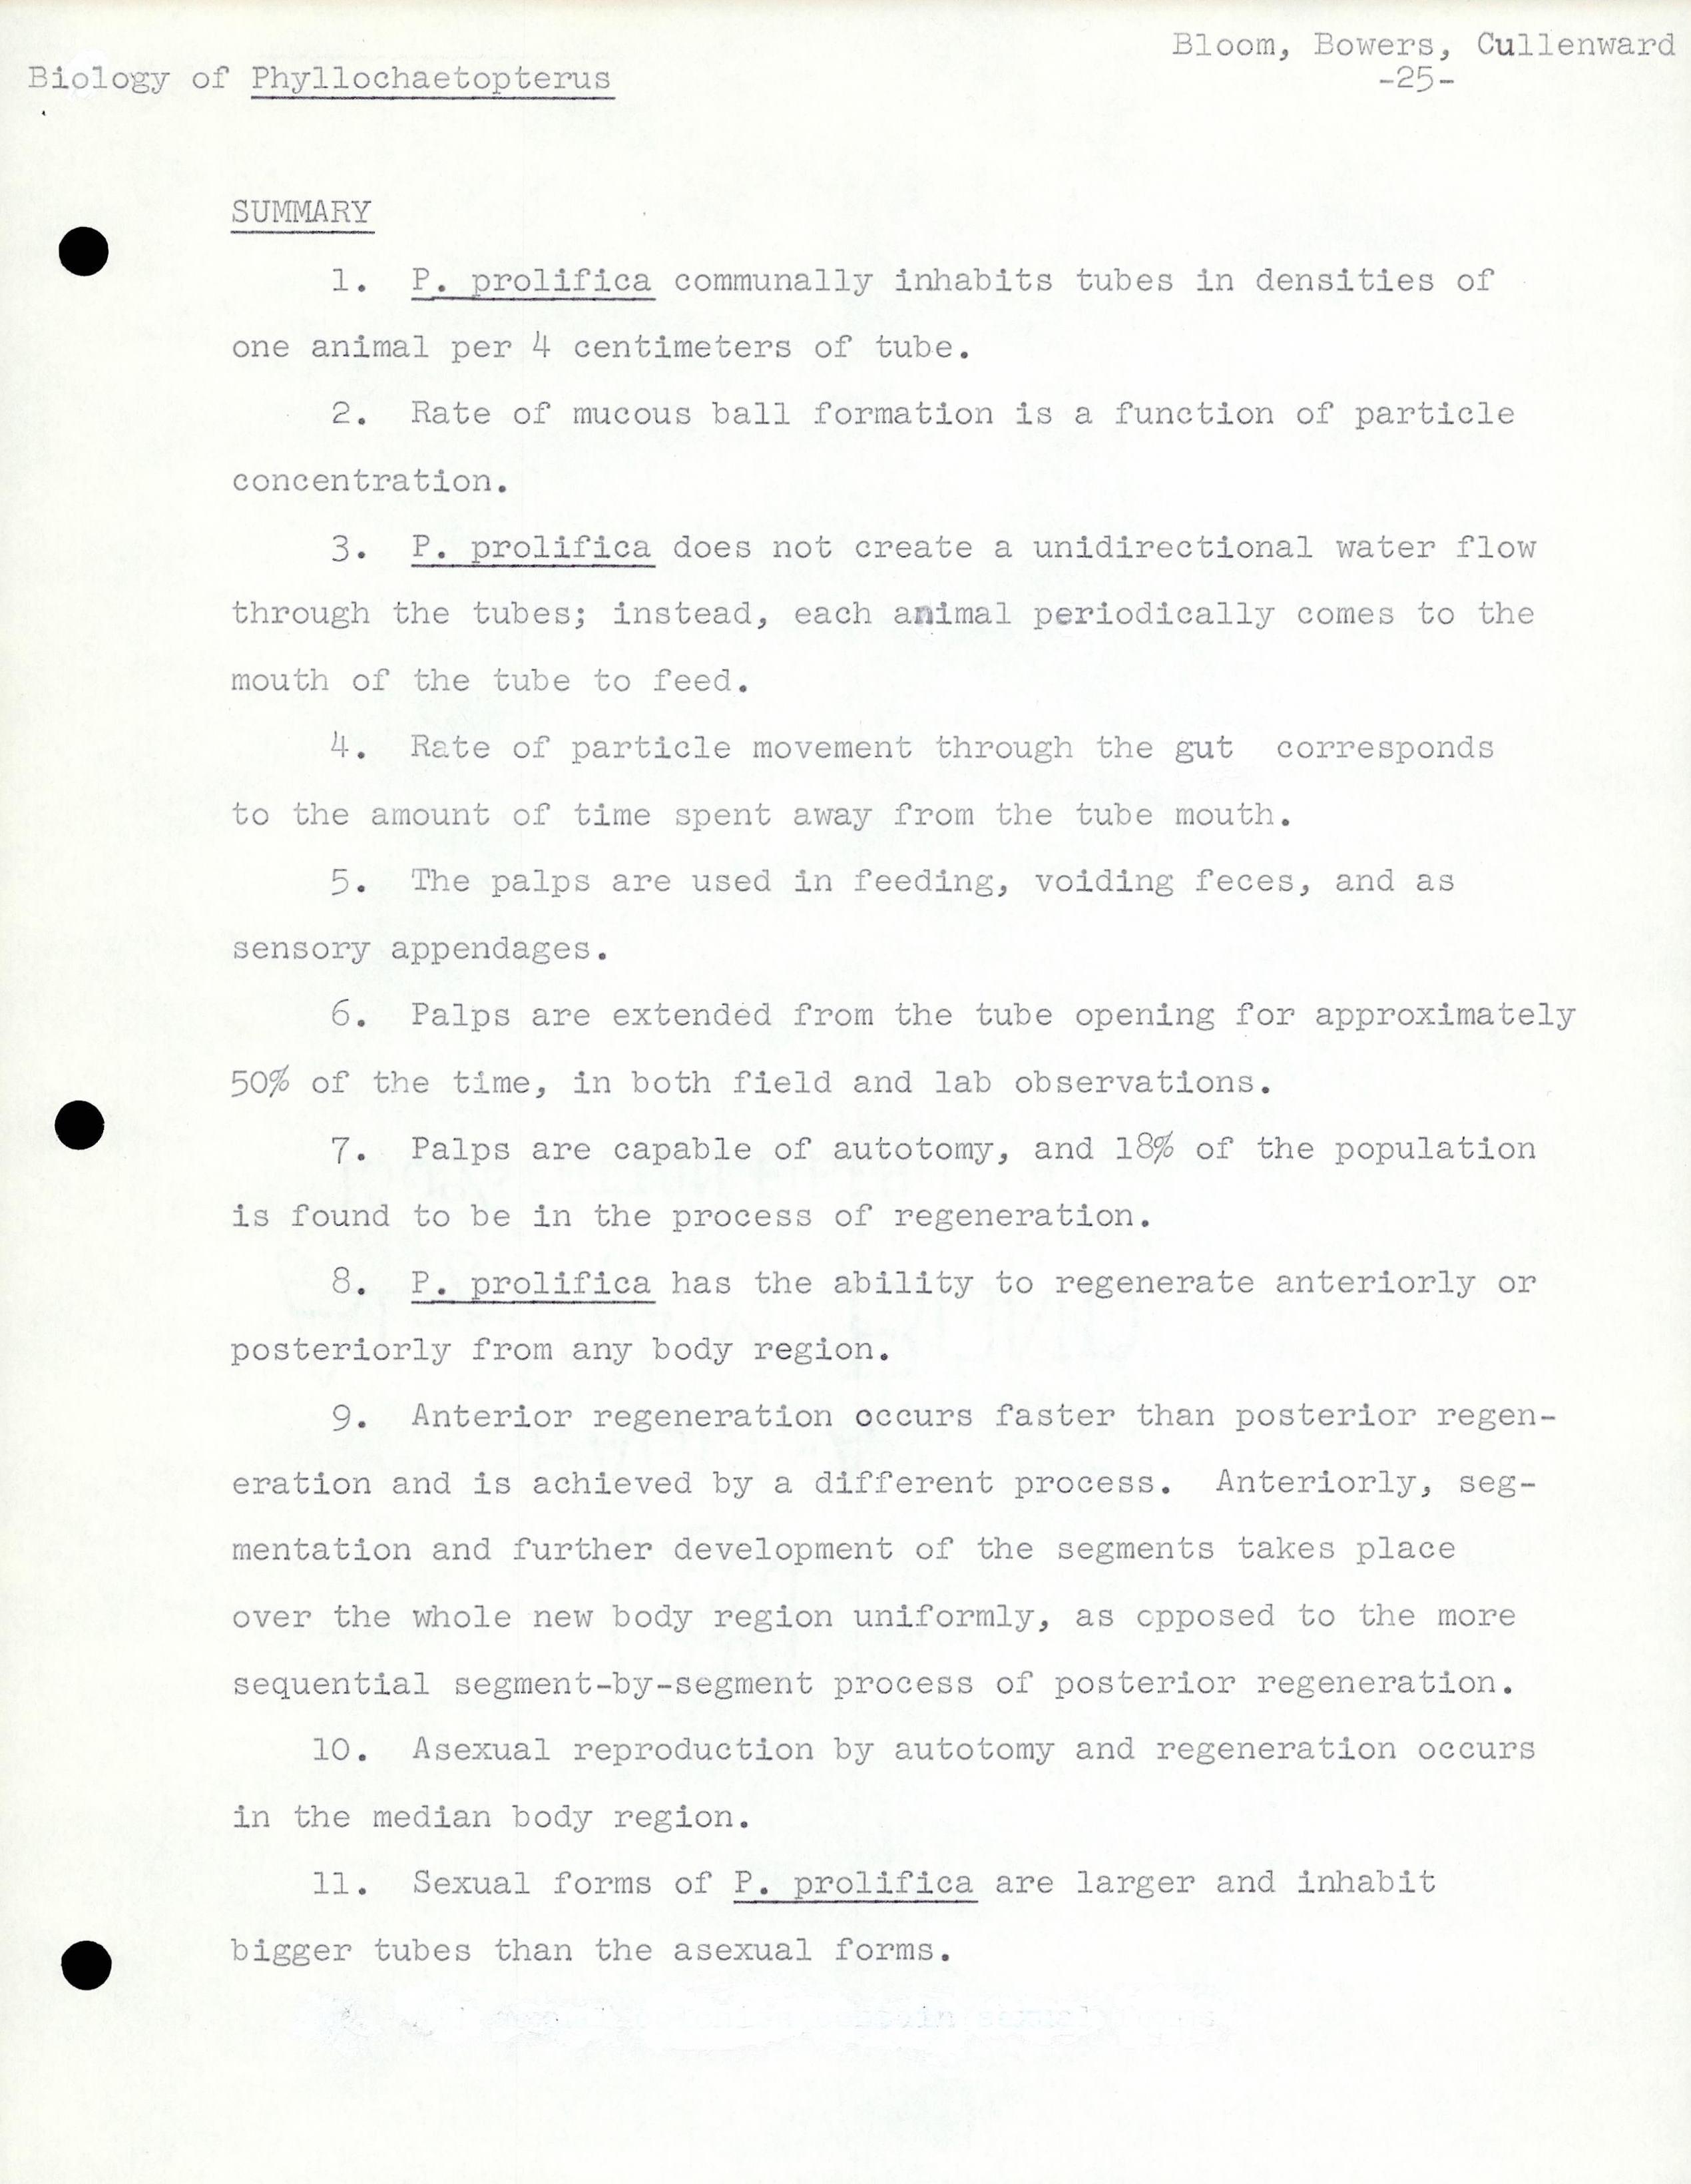 Bloom, Bowers, Cullenward
Biology of Phyllochaetopterus
-25-
SUMMARY
1. P. prolifica communally inhabits tubes in densities of
one animal per 4 centimeters of tube.
2. Rate of mucous ball formation is a function of particle
concentration.
3. P. prolifica does not create a unidirectional water flow
through the tubes; instead, each animal periodically comes to the
mouth of the tube to feed.
4. Rate of particle movement through the gut corresponds
to the amount of time spent away from the tube mouth.
5. The palps are used in feeding, voiding feces, and as
sensory appendages.
6. Palps are extended from the tube opening for approximately
50% of the time, in both field and lab observations.
7. Palps are capable of autotomy, and 18% of the population
is found to be in the process of regeneration.
8. P. prolifica has the ability to regenerate anteriorly or
posteriorly from any body region.
9. Anterior regeneration occurs faster than posterior regen-
eration and is achieved by a different process. Anteriorly, seg-
mentation and further development of the segments takes place
over the whole new body region uniformly, as opposed to the more
sequential segment-by-segment process of posterior regeneration.
10. Asexual reproduction by autotomy and regeneration occurs
in the median body region.
11. Sexual forms of P. prolifica are larger and inhabit
bigger tubes than the asexual forms.